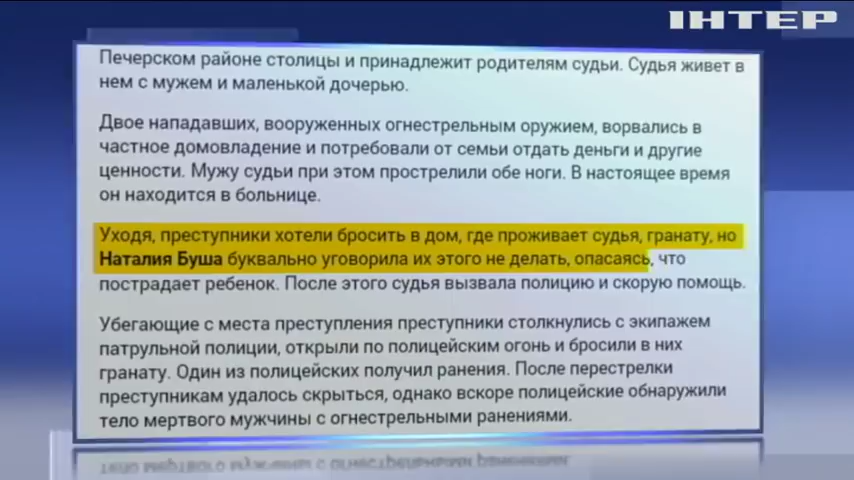 ІНТЕР
Печерском районе столицы и принадлежит родителям судьи. Судья живет в
нем с мужем и маленькой дочерью.
Двое нападавших, вооруженных огнестрельным оружием, ворвались в
частное домовладение и потребовали от семьи отдать деньги и другие
ценности. Мужу судьи при этом прострелили обе ноги. В настоящее время
он находится в больнице.
Уходя, преступники хотели бросить в дом, где проживает судья, гранату, но
Наталия Буша буквально уговорила их этого не делать, опасаясь, что
пострадает ребенок. После этого судья вызвала полицию и скорую помощь.
Убегающие с места преступления преступники столкнулись с экипажем
патрульной полиции, открыли по полицейским огонь и бросили в них
гранату. Один из полицейских получил ранения. После перестрелки
преступникам удалось скрыться, однако вскоре полицейские обнаружили
тело мертвого мужчины с огнестрельными ранениями.